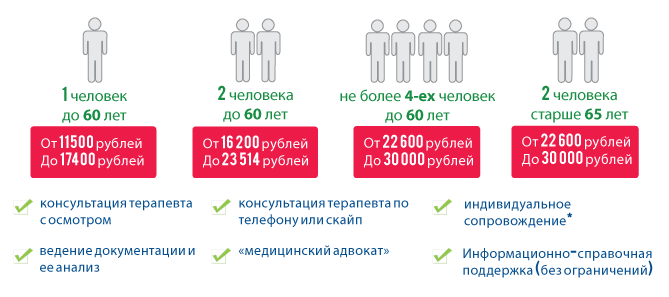 1 человек
до 60 лет
От 11500 рублей
До 17400 рублей
2 человека
до 60 лет
От 16 200 рублей
До 23 514 рублей
не более 4-ех человек
до 60 лет
От 22 600 рублей
До 30 000 рублей
2 человека
старше 65 лет
От 22 600 рублей
До 30 000 рублей
консультация терапевта
с осмотром
консультация терапевта по
телефону или скайп
индивидуальное
сопровождение*
ведение документации и
ее анализ
«медицинский адвокат»
Информационно-справочная
поддержка (без ограничений)